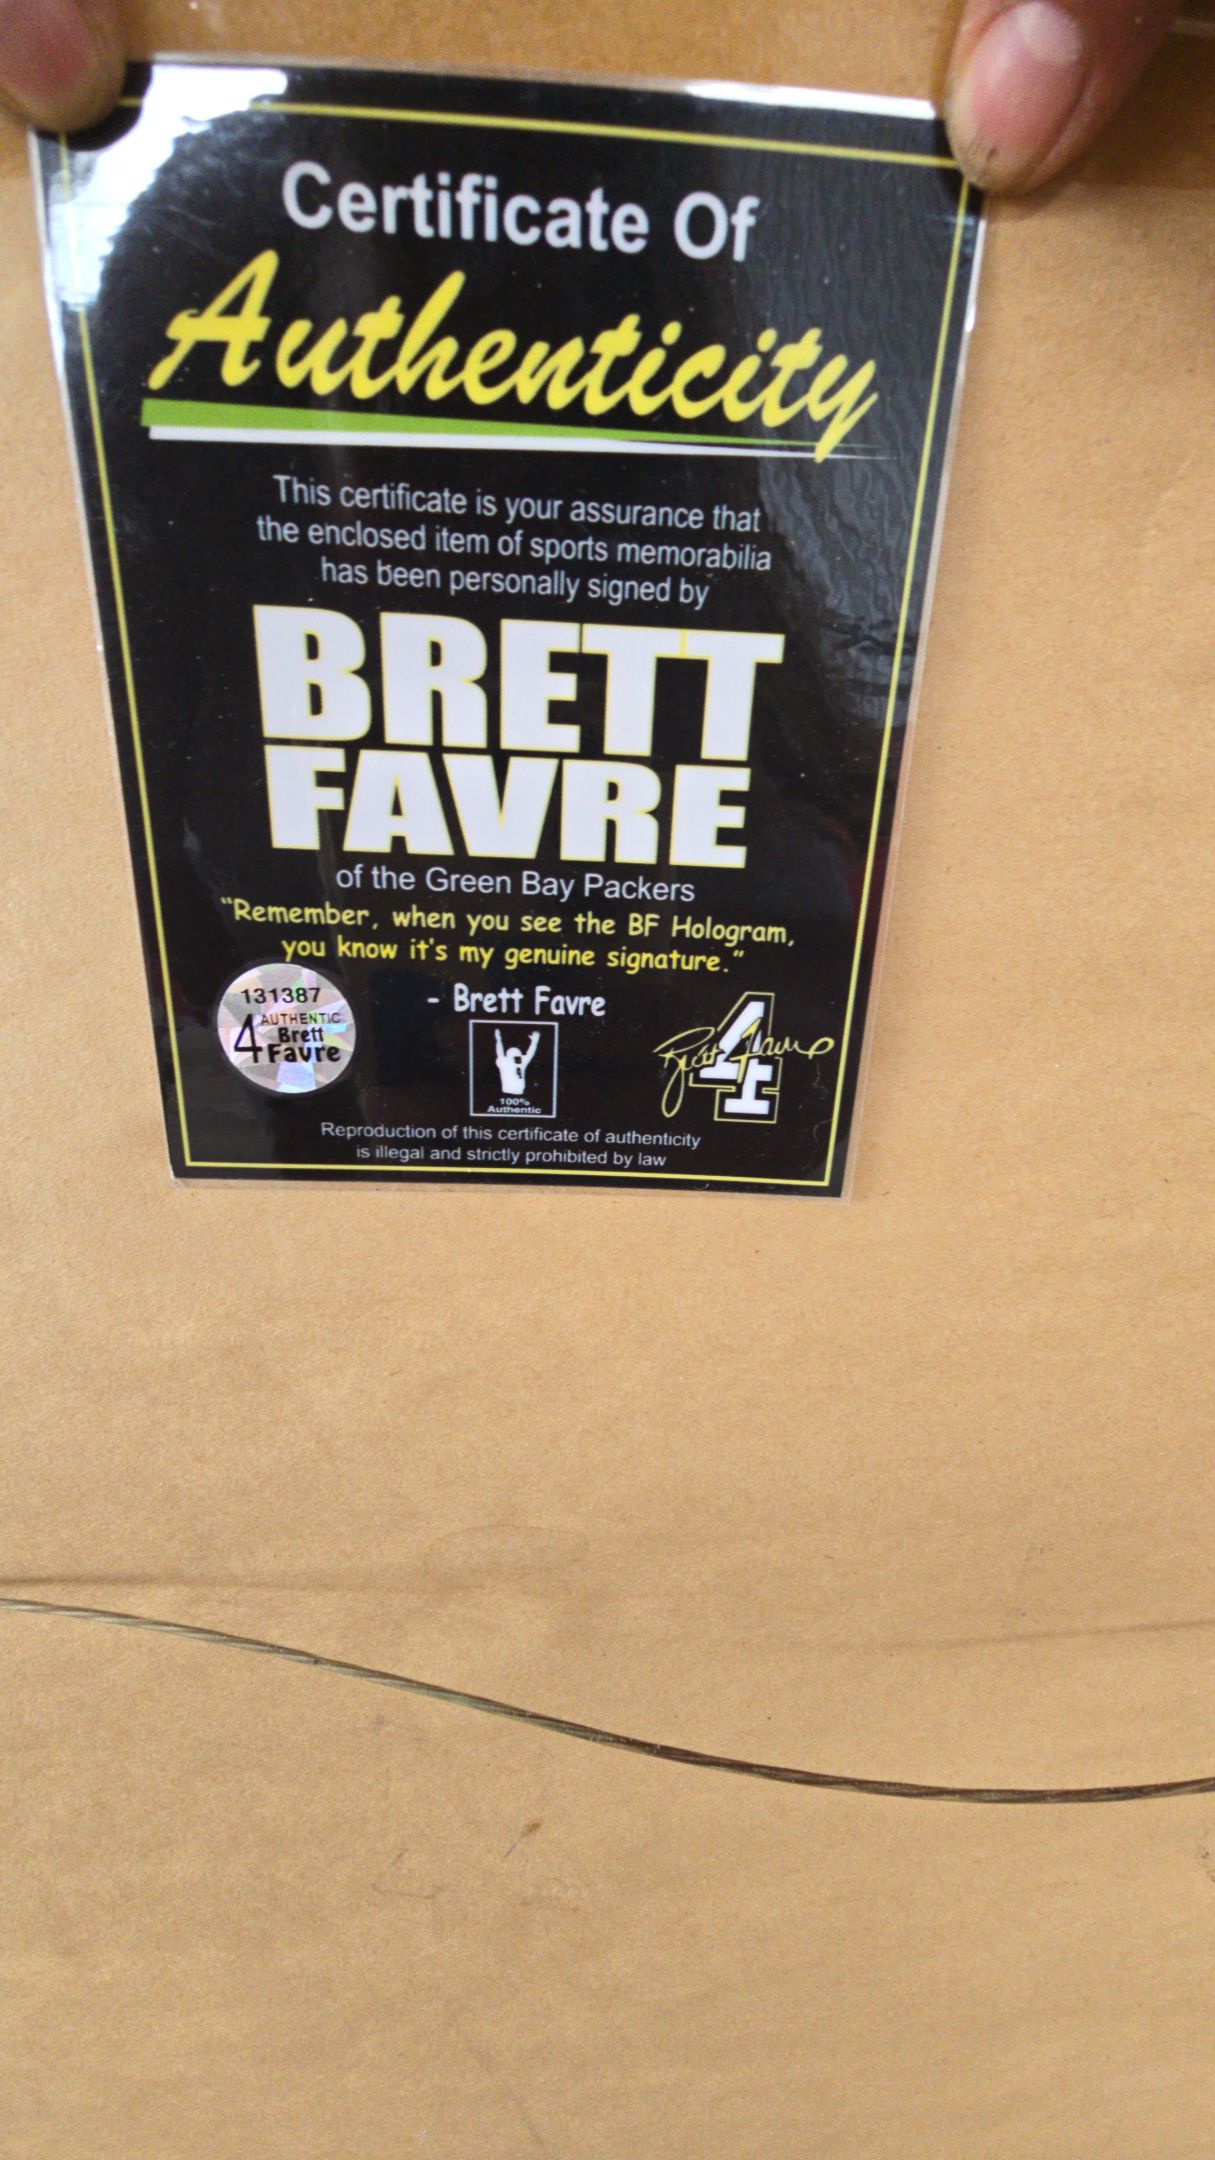 Certificate Of
Authenticity
This certificate is your assurance that
the enclosed item of sports memorabilia
has been personally signed by
BRETT
FAVRE
of the Green Bay Packers
"Remember, when you see the BF Hologram,
you know it's my genuine signature."
- Brett Favre
131387
4 AUTHENTIC
Brett
Favre
4
100%
Authentic
Brett Favre
4
Reproduction of this certificate of authenticity
is illegal and strictly prohibited by law